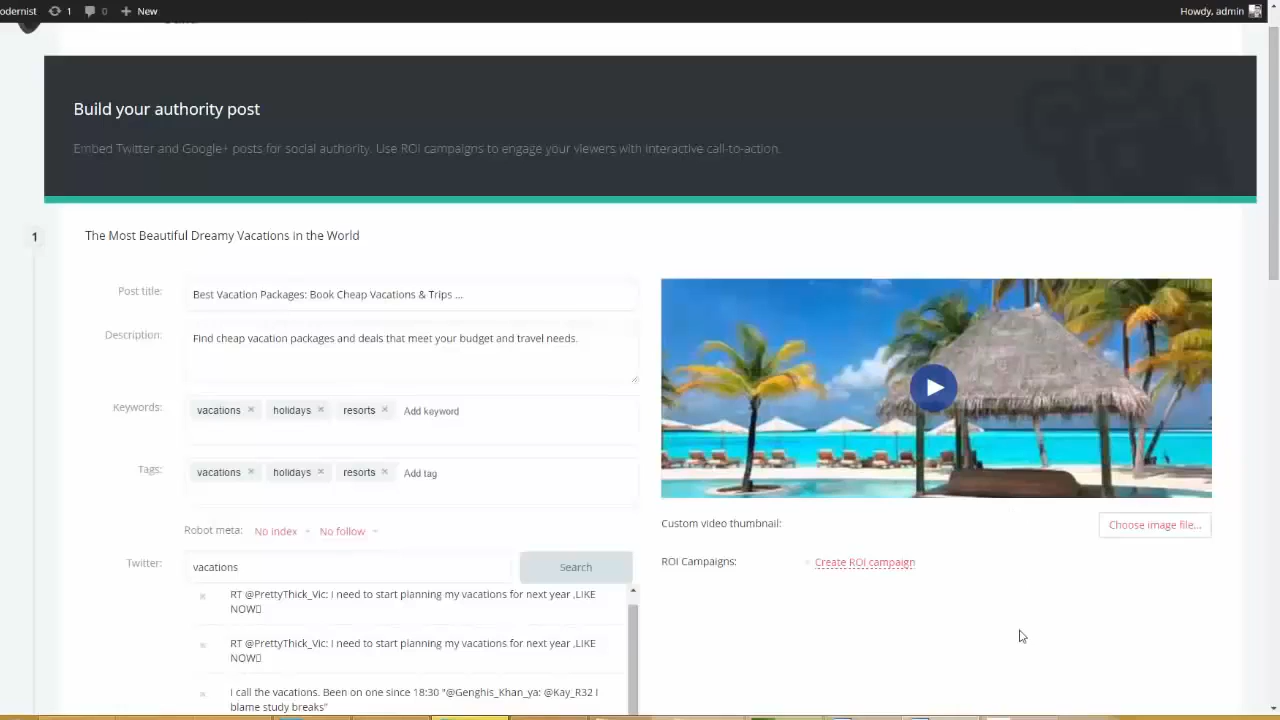 odernist 1 0 New Howdy, admin
Build your authority post
Embed Twitter and Google+ posts for social authority. Use ROI campaigns to engage your viewers with interactive call-to-action.
1 The Most Beautiful Dreamy Vacations in the World
Post title: Best Vacation Packages: Book Cheap Vacations & Trips ...
Description: Find cheap vacation packages and deals that meet your budget and travel needs.
Keywords: vacations × holidays × resorts × Add keyword
Tags: vacations × holidays × resorts × Add tag
Robot meta: No index No follow
Twitter: vacations Search
RT @PrettyThick_Vic: I need to start planning my vacations for next year ,LIKE
NOW
RT @PrettyThick_Vic: I need to start planning my vacations for next year ,LIKE
NOW
I call the vacations. Been on one since 18:30 "@Genghis_Khan_ya: @Kay_R32 I
blame study breaks"
Custom video thumbnail: Choose image file...
ROI Campaigns: Create ROI campaign